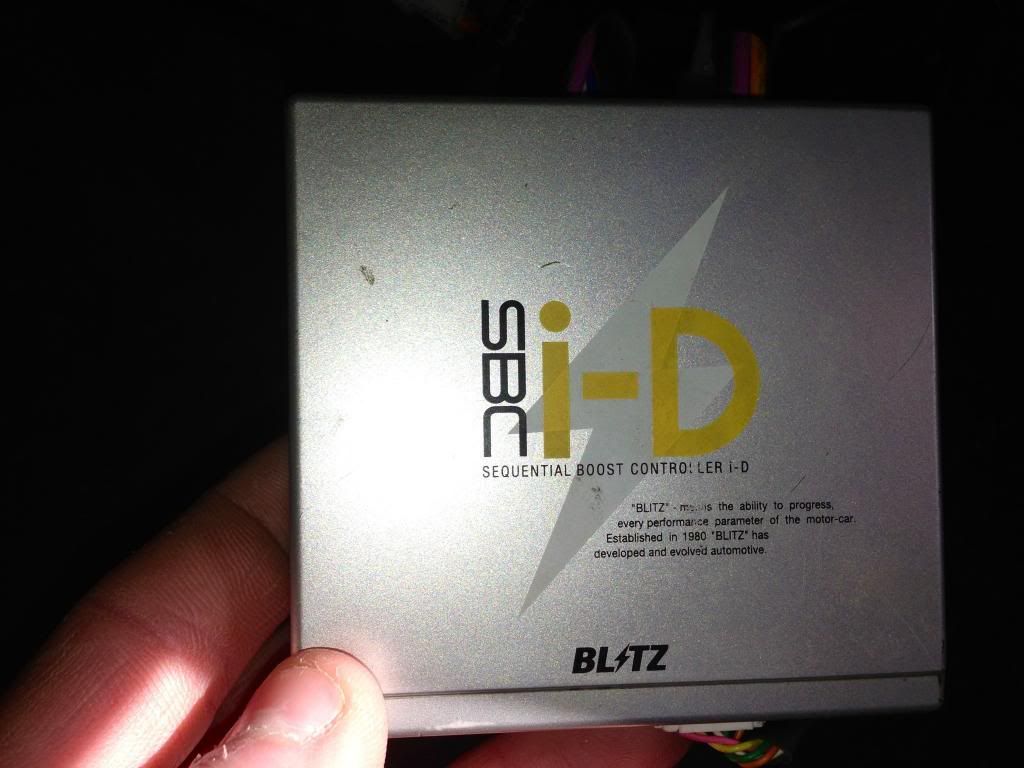 SBC
i-D
SEQUENTIAL BOOST CONTROLLER i-D
"BLITZ" - means the ability to progress,
every performance parameter of the motor-car.
Established in 1980 "BLITZ" has
developed and evolved automotive.
BLITZ